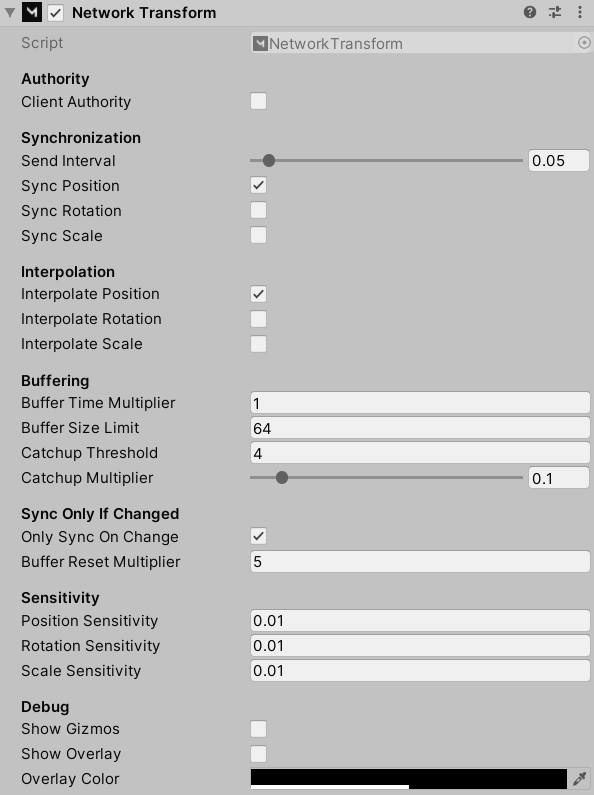 Network Transform
Script NetworkTransform
Authority
Client Authority
Synchronization
Send Interval 0.05
Sync Position
Sync Rotation
Sync Scale
Interpolation
Interpolate Position
Interpolate Rotation
Interpolate Scale
Buffering
Buffer Time Multiplier 1
Buffer Size Limit 64
Catchup Threshold 4
Catchup Multiplier 0.1
Sync Only If Changed
Only Sync On Change
Buffer Reset Multiplier 5
Sensitivity
Position Sensitivity 0.01
Rotation Sensitivity 0.01
Scale Sensitivity 0.01
Debug
Show Gizmos
Show Overlay
Overlay Color